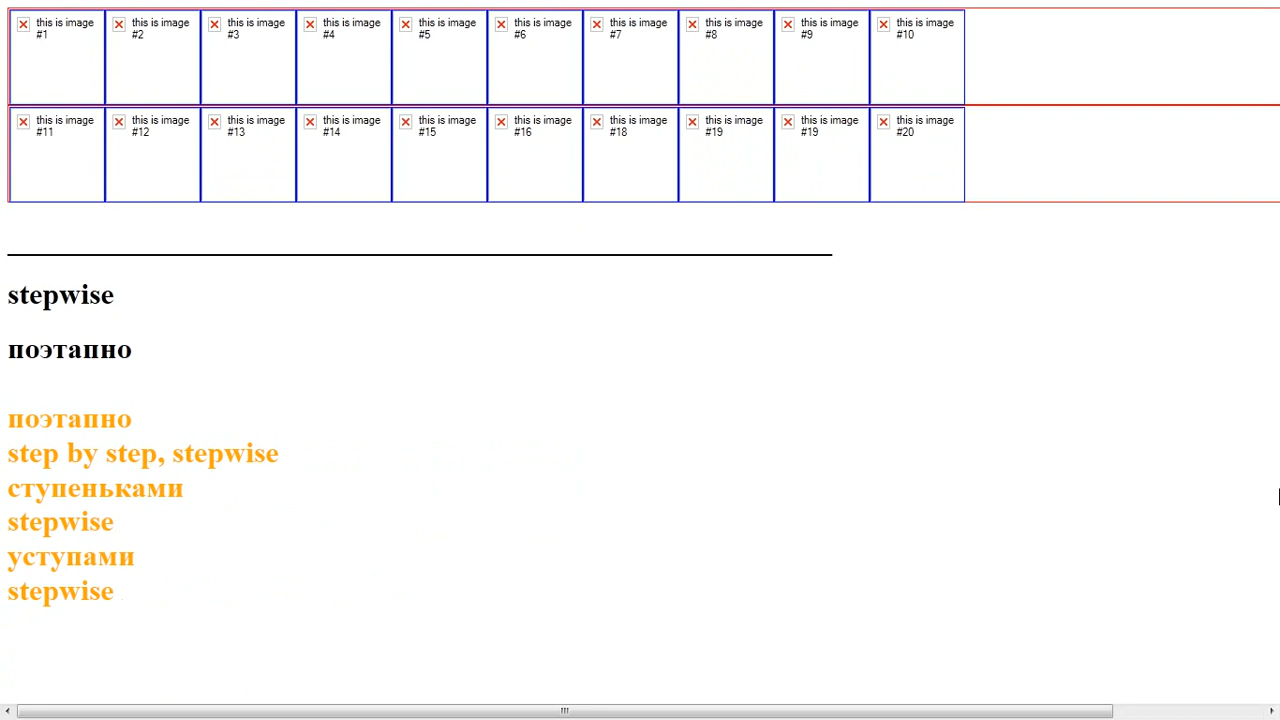 this is image this is image this is image this is image this is image this is image this is image this is image this is image this is image
#1 #2 #3 #4 #5 #6 #7 #8 #9 #10
this is image this is image this is image this is image this is image this is image this is image this is image this is image this is image
#11 #12 #13 #14 #15 #16 #18 #19 #19 #20
stepwise
поэтапно
поэтапно
step by step, stepwise
ступеньками
stepwise
уступами
stepwise